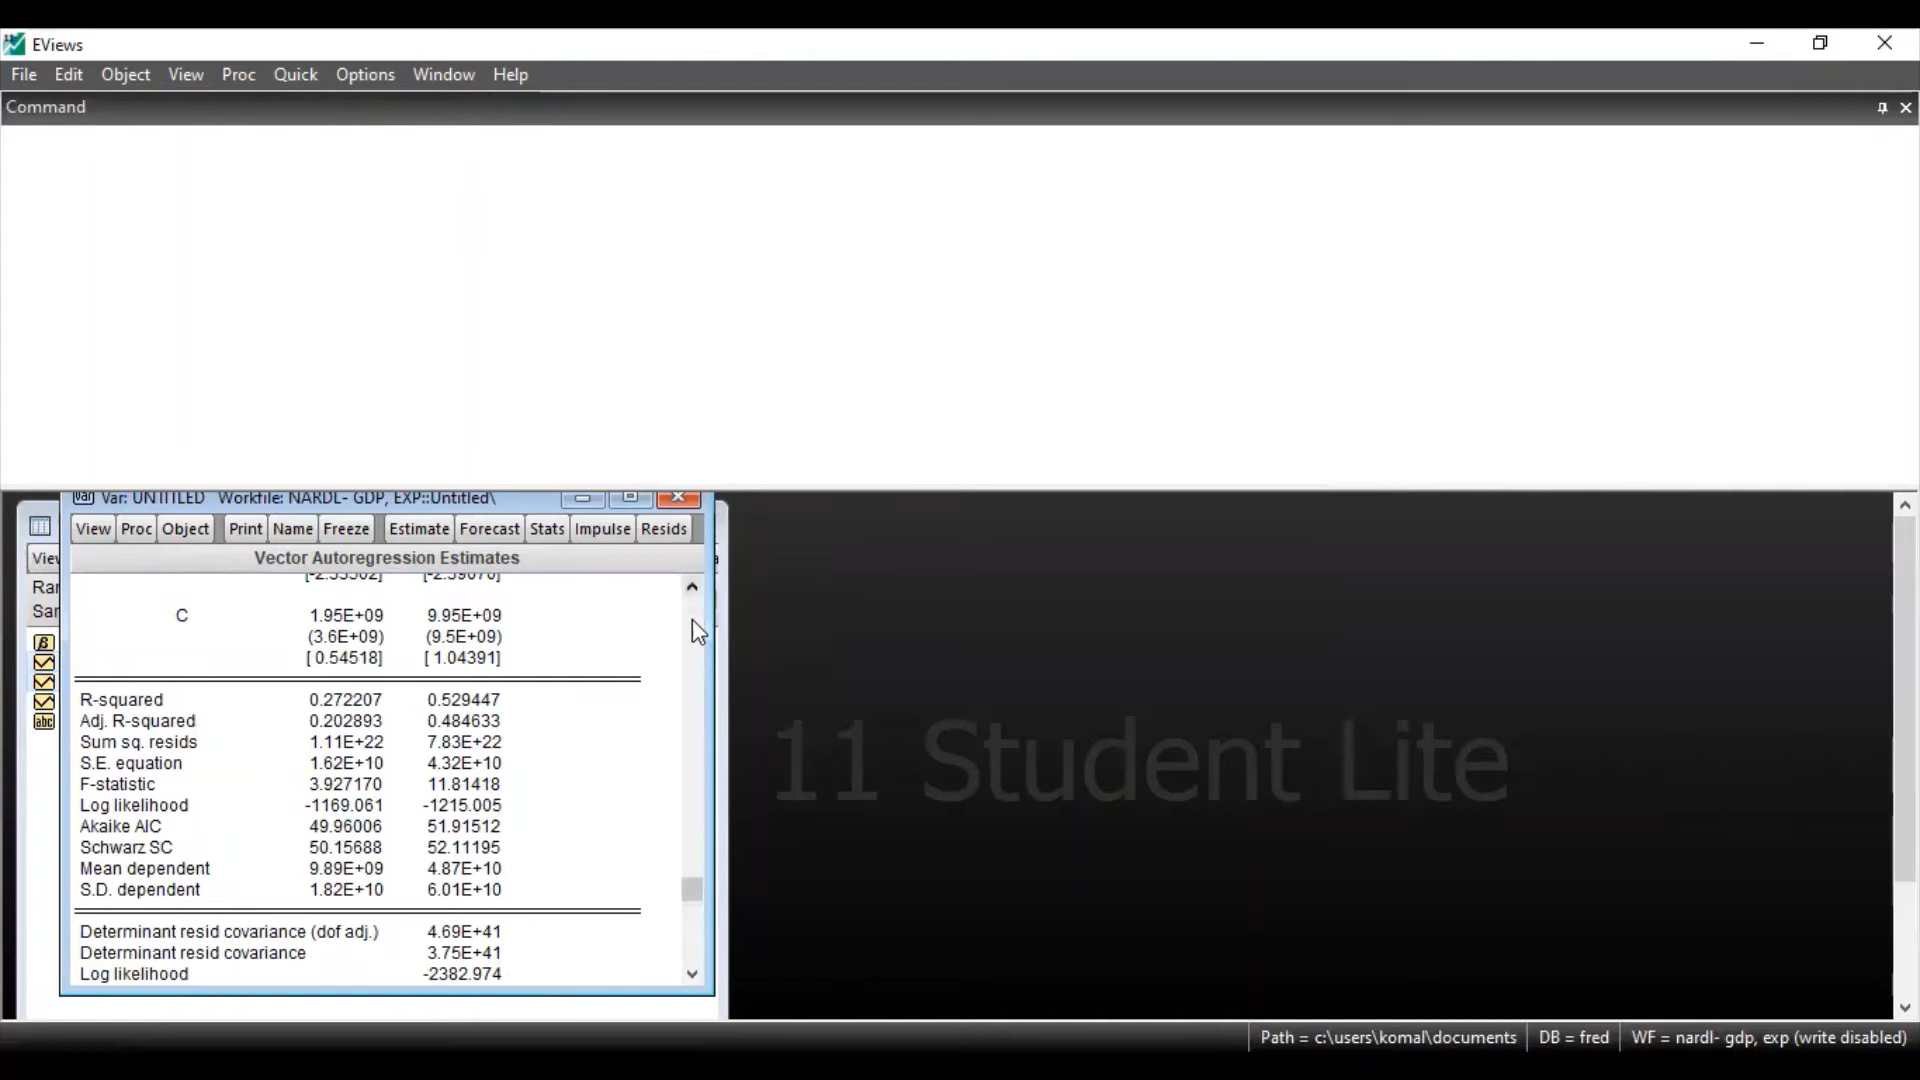 EViews
File Edit Object View Proc Quick Options Window Help
Command
Var: UNTITLED Workfile: NARDL- GDP, EXP::Untitled\
View Proc Object Print Name Freeze Estimate Forecast Stats Impulse Resids
Vector Autoregression Estimates
C 1.95E+09 9.95E+09
(3.6E+09) (9.5E+09)
[ 0.54518] [ 1.04391]
R-squared 0.272207 0.529447
Adj. R-squared 0.202893 0.484633
Sum sq. resids 1.11E+22 7.83E+22
S.E. equation 1.62E+10 4.32E+10
F-statistic 3.927170 11.81418
Log likelihood -1169.061 -1215.005
Akaike AIC 49.96006 51.91512
Schwarz SC 50.15688 52.11195
Mean dependent 9.89E+09 4.87E+10
S.D. dependent 1.82E+10 6.01E+10
Determinant resid covariance (dof adj.) 4.69E+41
Determinant resid covariance 3.75E+41
Log likelihood -2382.974
11 Student Lite
Path = c:\users\komal\documents DB = fred WF = nardl- gdp, exp (write disabled)